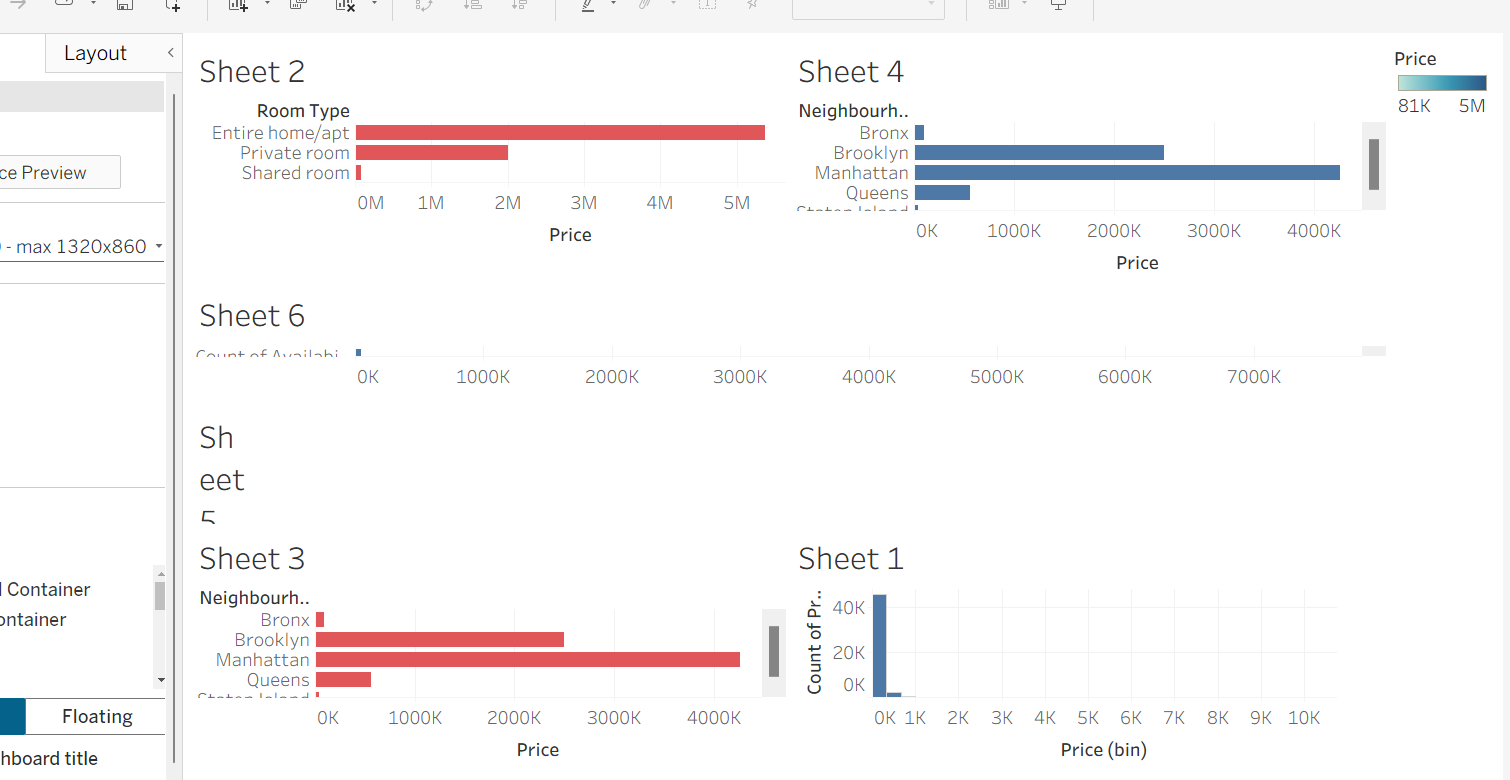 Layout
ce Preview
- max 1320x860
Container
ontainer
Floating
hboard title
Sheet 2
Room Type
Entire home/apt
Private room
Shared room
0M 1M 2M 3M 4M 5M
Price
Sheet 4
Neighbourh..
Bronx
Brooklyn
Manhattan
Queens
Staten Island
0K 1000K 2000K 3000K 4000K
Price
Price
81K 5M
Sheet 6
Count of Availabi
0K 1000K 2000K 3000K 4000K 5000K 6000K 7000K
Sh
eet
5
Sheet 3
Neighbourh..
Bronx
Brooklyn
Manhattan
Queens
Staten Island
0K 1000K 2000K 3000K 4000K
Price
Sheet 1
Count of Pr..
40K
20K
0K
0K 1K 2K 3K 4K 5K 6K 7K 8K 9K 10K
Price (bin)